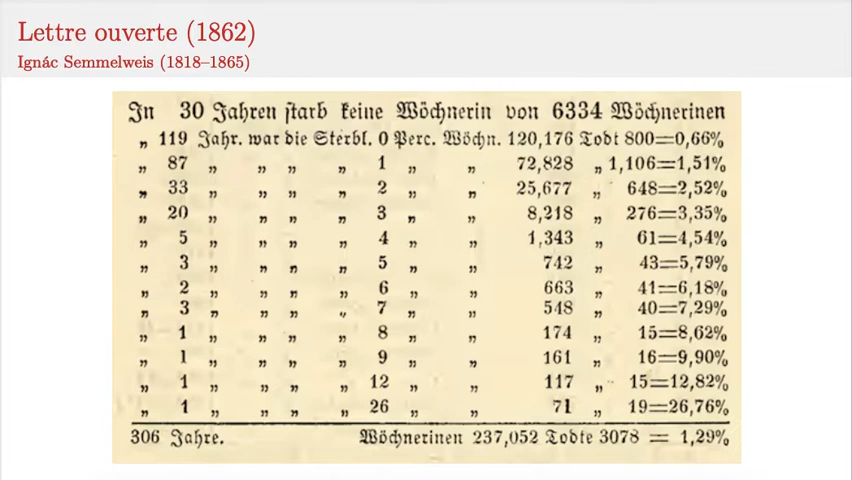 Lettre ouverte (1862)
Ignác Semmelweis (1818–1865)
In 30 Jahren starb keine Wöchnerin von 6334 Wöchnerinen
„ 119 Jahr. war die Sterbl. 0 Perc. Wöchn. 120,176 Todt 800=0,66%
„ 87 „ „ „ „ 1 „ „ 72,828 „ 1,106=1,51%
„ 33 „ „ „ „ 2 „ „ 25,677 „ 648=2,52%
„ 20 „ „ „ „ 3 „ „ 8,218 „ 276=3,35%
„ 5 „ „ „ „ 4 „ „ 1,343 „ 61=4,54%
„ 3 „ „ „ „ 5 „ „ 742 „ 43=5,79%
„ 2 „ „ „ „ 6 „ „ 663 „ 41=6,18%
„ 3 „ „ „ „ 7 „ „ 548 „ 40=7,29%
„ 1 „ „ „ „ 8 „ „ 174 „ 15=8,62%
„ 1 „ „ „ „ 9 „ „ 161 „ 16=9,90%
„ 1 „ „ „ „ 12 „ „ 117 „ 15=12,82%
„ 1 „ „ „ „ 26 „ „ 71 „ 19=26,76%
306 Jahre. Wöchnerinen 237,052 Todte 3078 = 1,29%